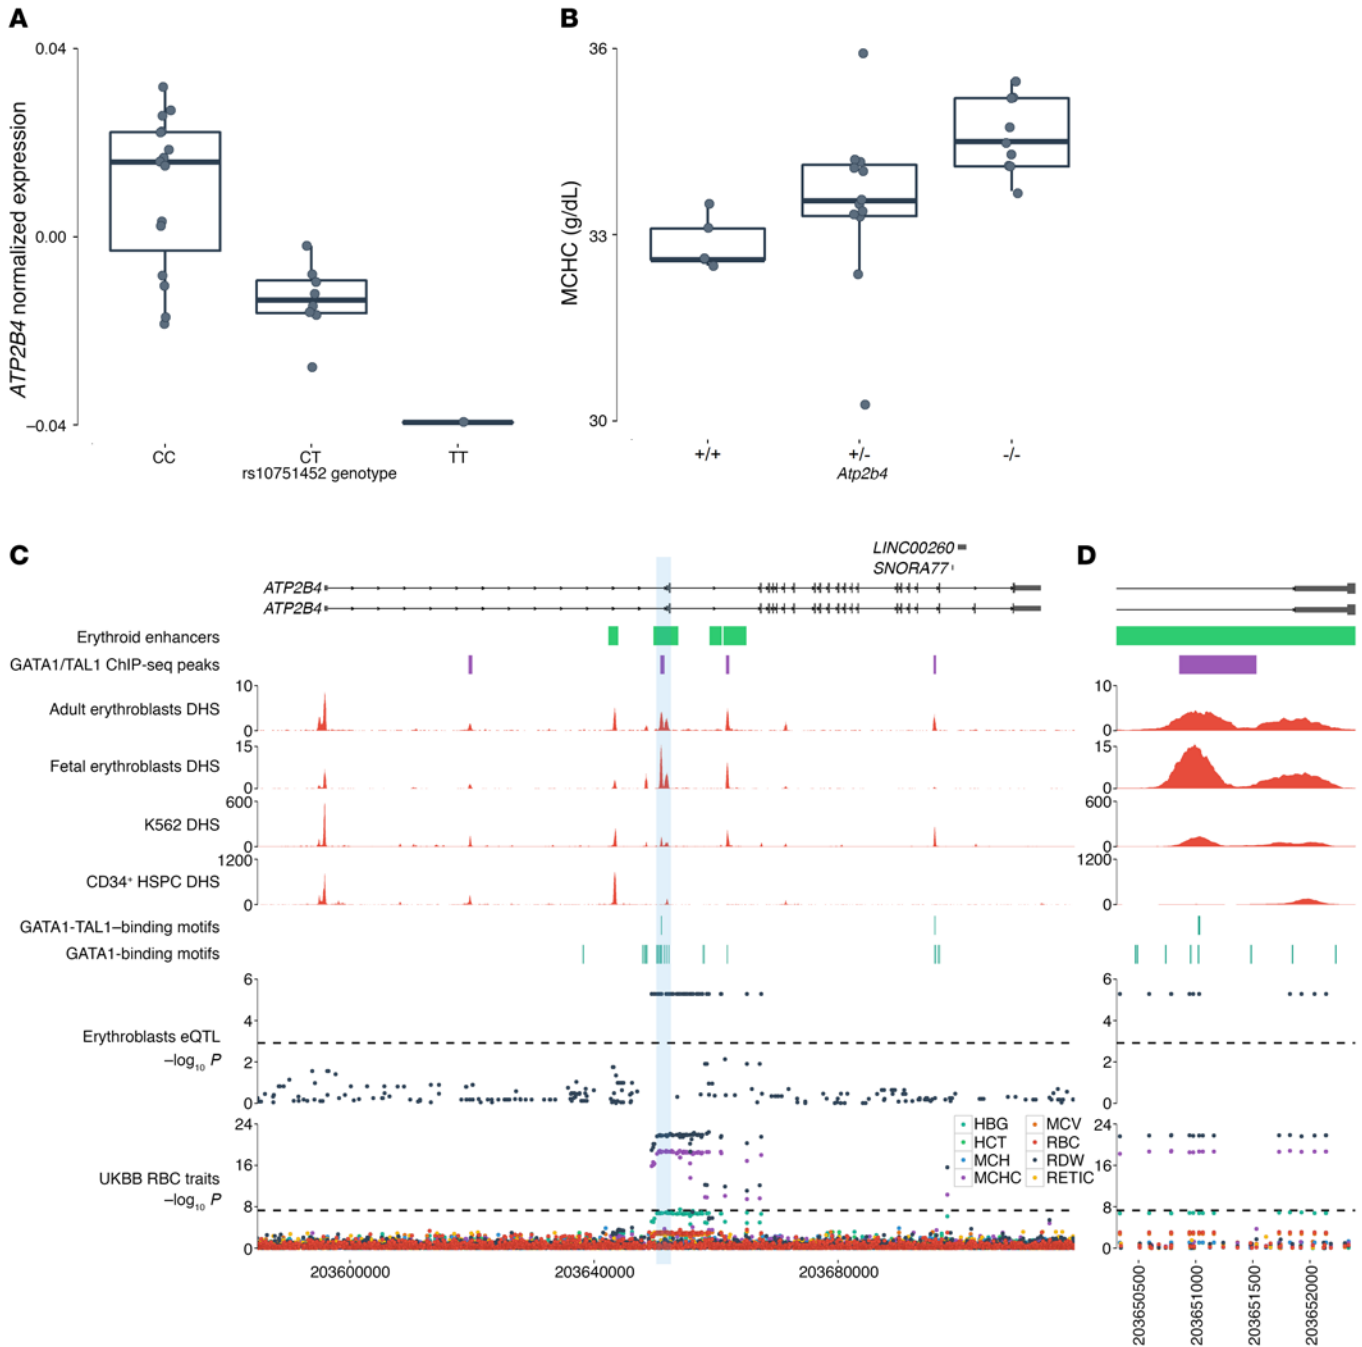 A
0.04
0.00
−0.04
ATP2B4 normalized expression
CC
CT
TT
rs10751452 genotype
B
36
33
30
MCHC (g/dL)
+/+
+/-
-/-
Atp2b4
C
LINC00260
SNORA77
ATP2B4
ATP2B4
Erythroid enhancers
GATA1/TAL1 ChIP-seq peaks
Adult erythroblasts DHS
10
0
Fetal erythroblasts DHS
15
0
K562 DHS
600
0
CD34+ HSPC DHS
1200
0
GATA1-TAL1–binding motifs
GATA1-binding motifs
Erythroblasts eQTL
–log10 P
6
4
2
0
UKBB RBC traits
–log10 P
24
16
8
0
HBG
HCT
MCH
MCHC
MCV
RBC
RDW
RETIC
203600000
203640000
203680000
D
10
0
15
0
600
0
1200
0
6
4
2
0
24
16
8
0
203650500
203651000
203651500
203652000